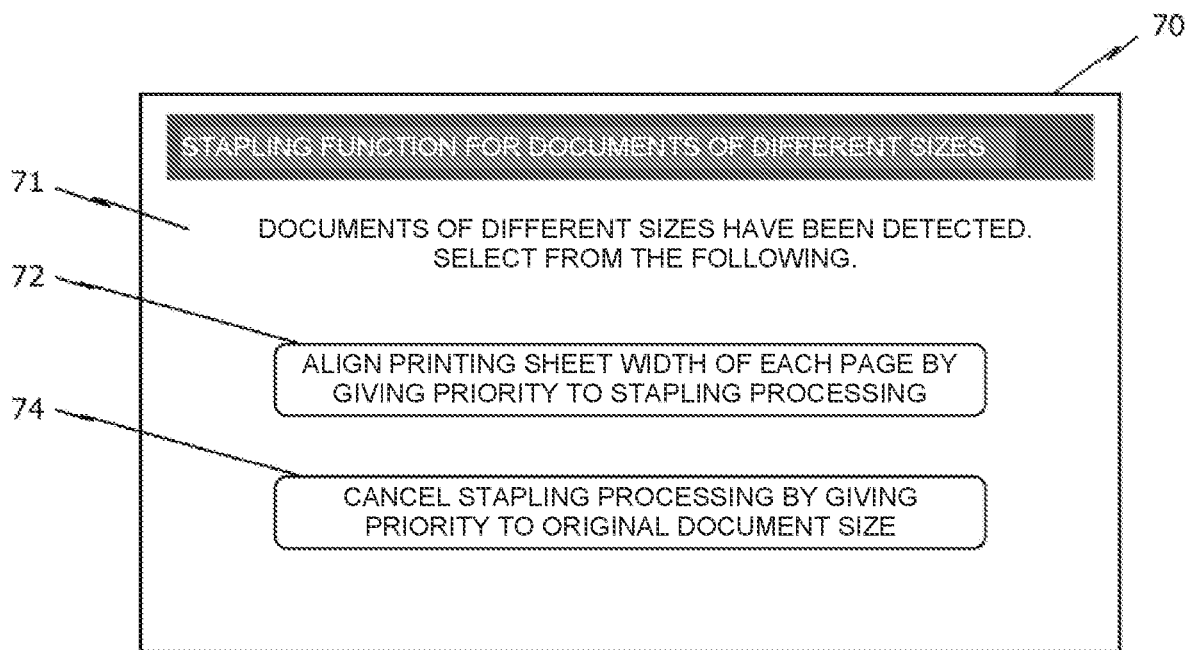 70
STAPLING FUNCTION FOR DOCUMENTS OF DIFFERENT SIZES
71
DOCUMENTS OF DIFFERENT SIZES HAVE BEEN DETECTED.
SELECT FROM THE FOLLOWING.
72
ALIGN PRINTING SHEET WIDTH OF EACH PAGE BY
GIVING PRIORITY TO STAPLING PROCESSING
74
CANCEL STAPLING PROCESSING BY GIVING
PRIORITY TO ORIGINAL DOCUMENT SIZE